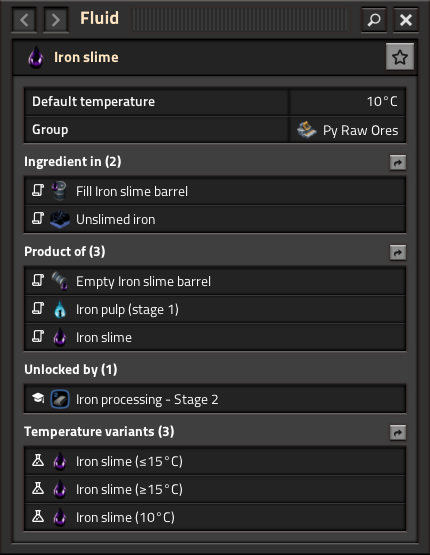 Fluid
Iron slime
Default temperature 10°C
Group Py Raw Ores
Ingredient in (2)
Fill Iron slime barrel
Unslimed iron
Product of (3)
Empty Iron slime barrel
Iron pulp (stage 1)
Iron slime
Unlocked by (1)
Iron processing - Stage 2
Temperature variants (3)
Iron slime (≤15°C)
Iron slime (≥15°C)
Iron slime (10°C)